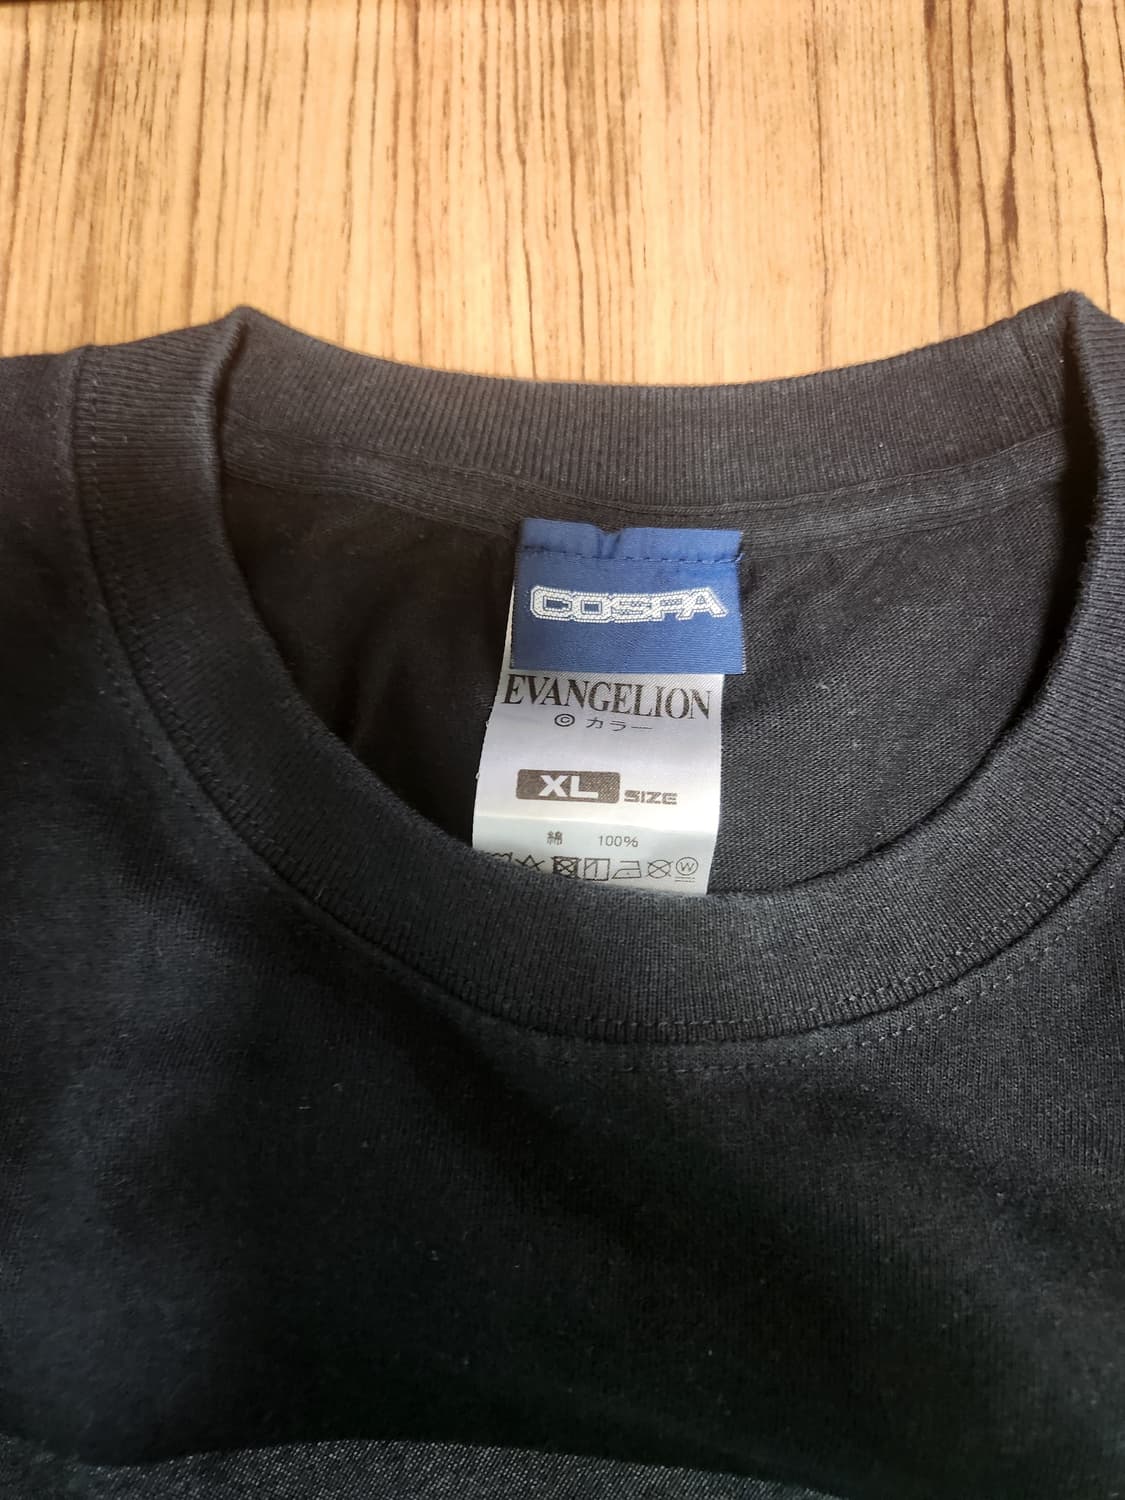 COSPA
EVANGELION
© カラー
XL SIZE
綿 100%
W